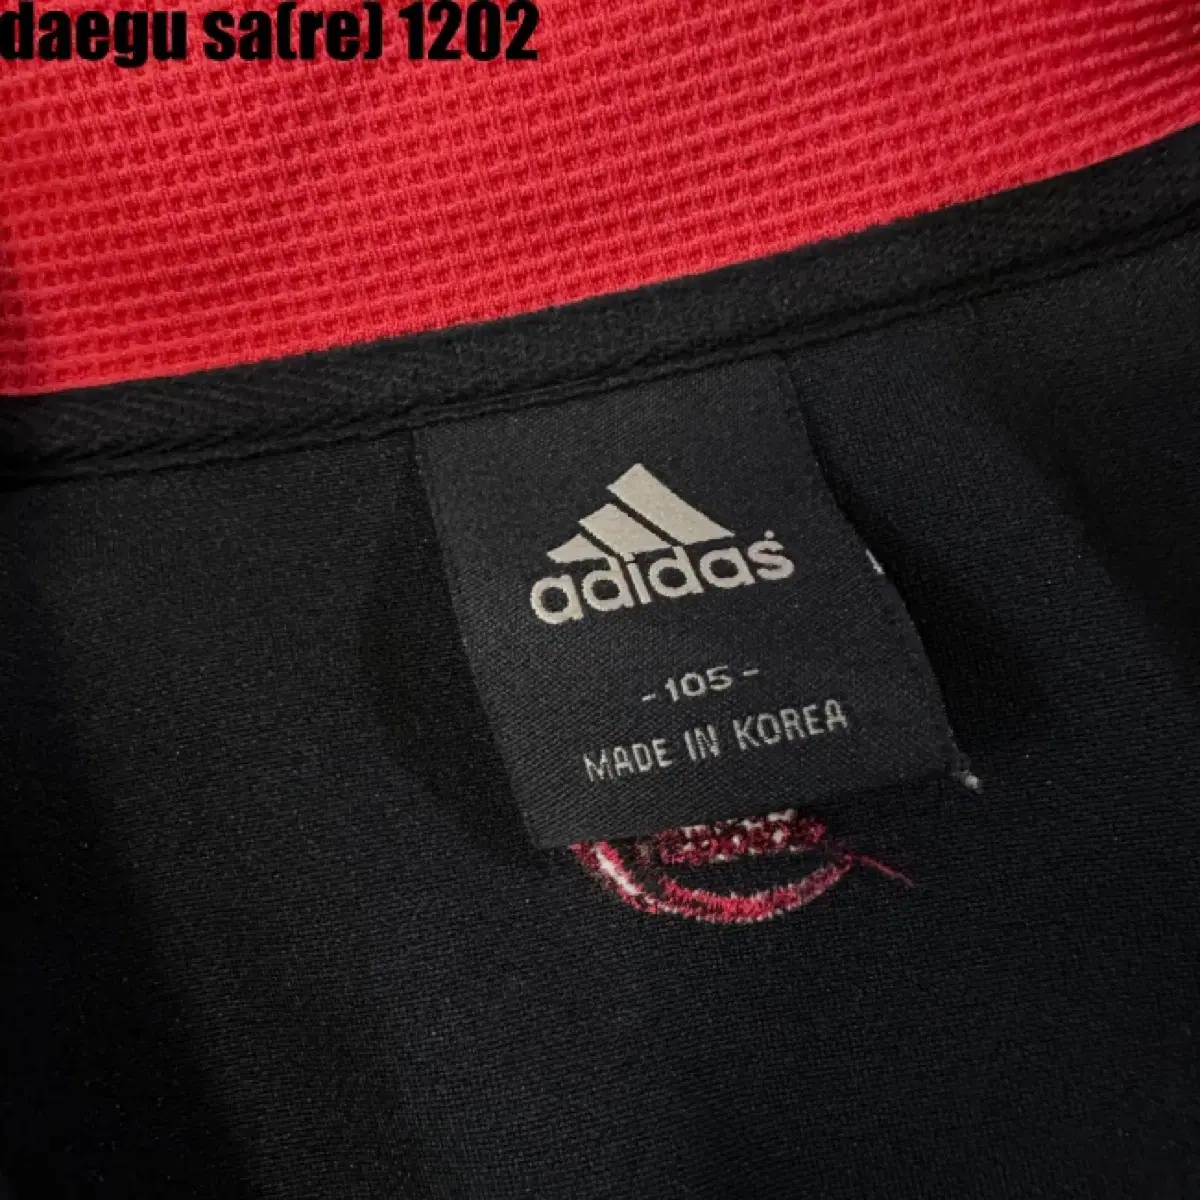 daegu sa(re) 1202
adidas®
- 105 -
MADE IN KOREA